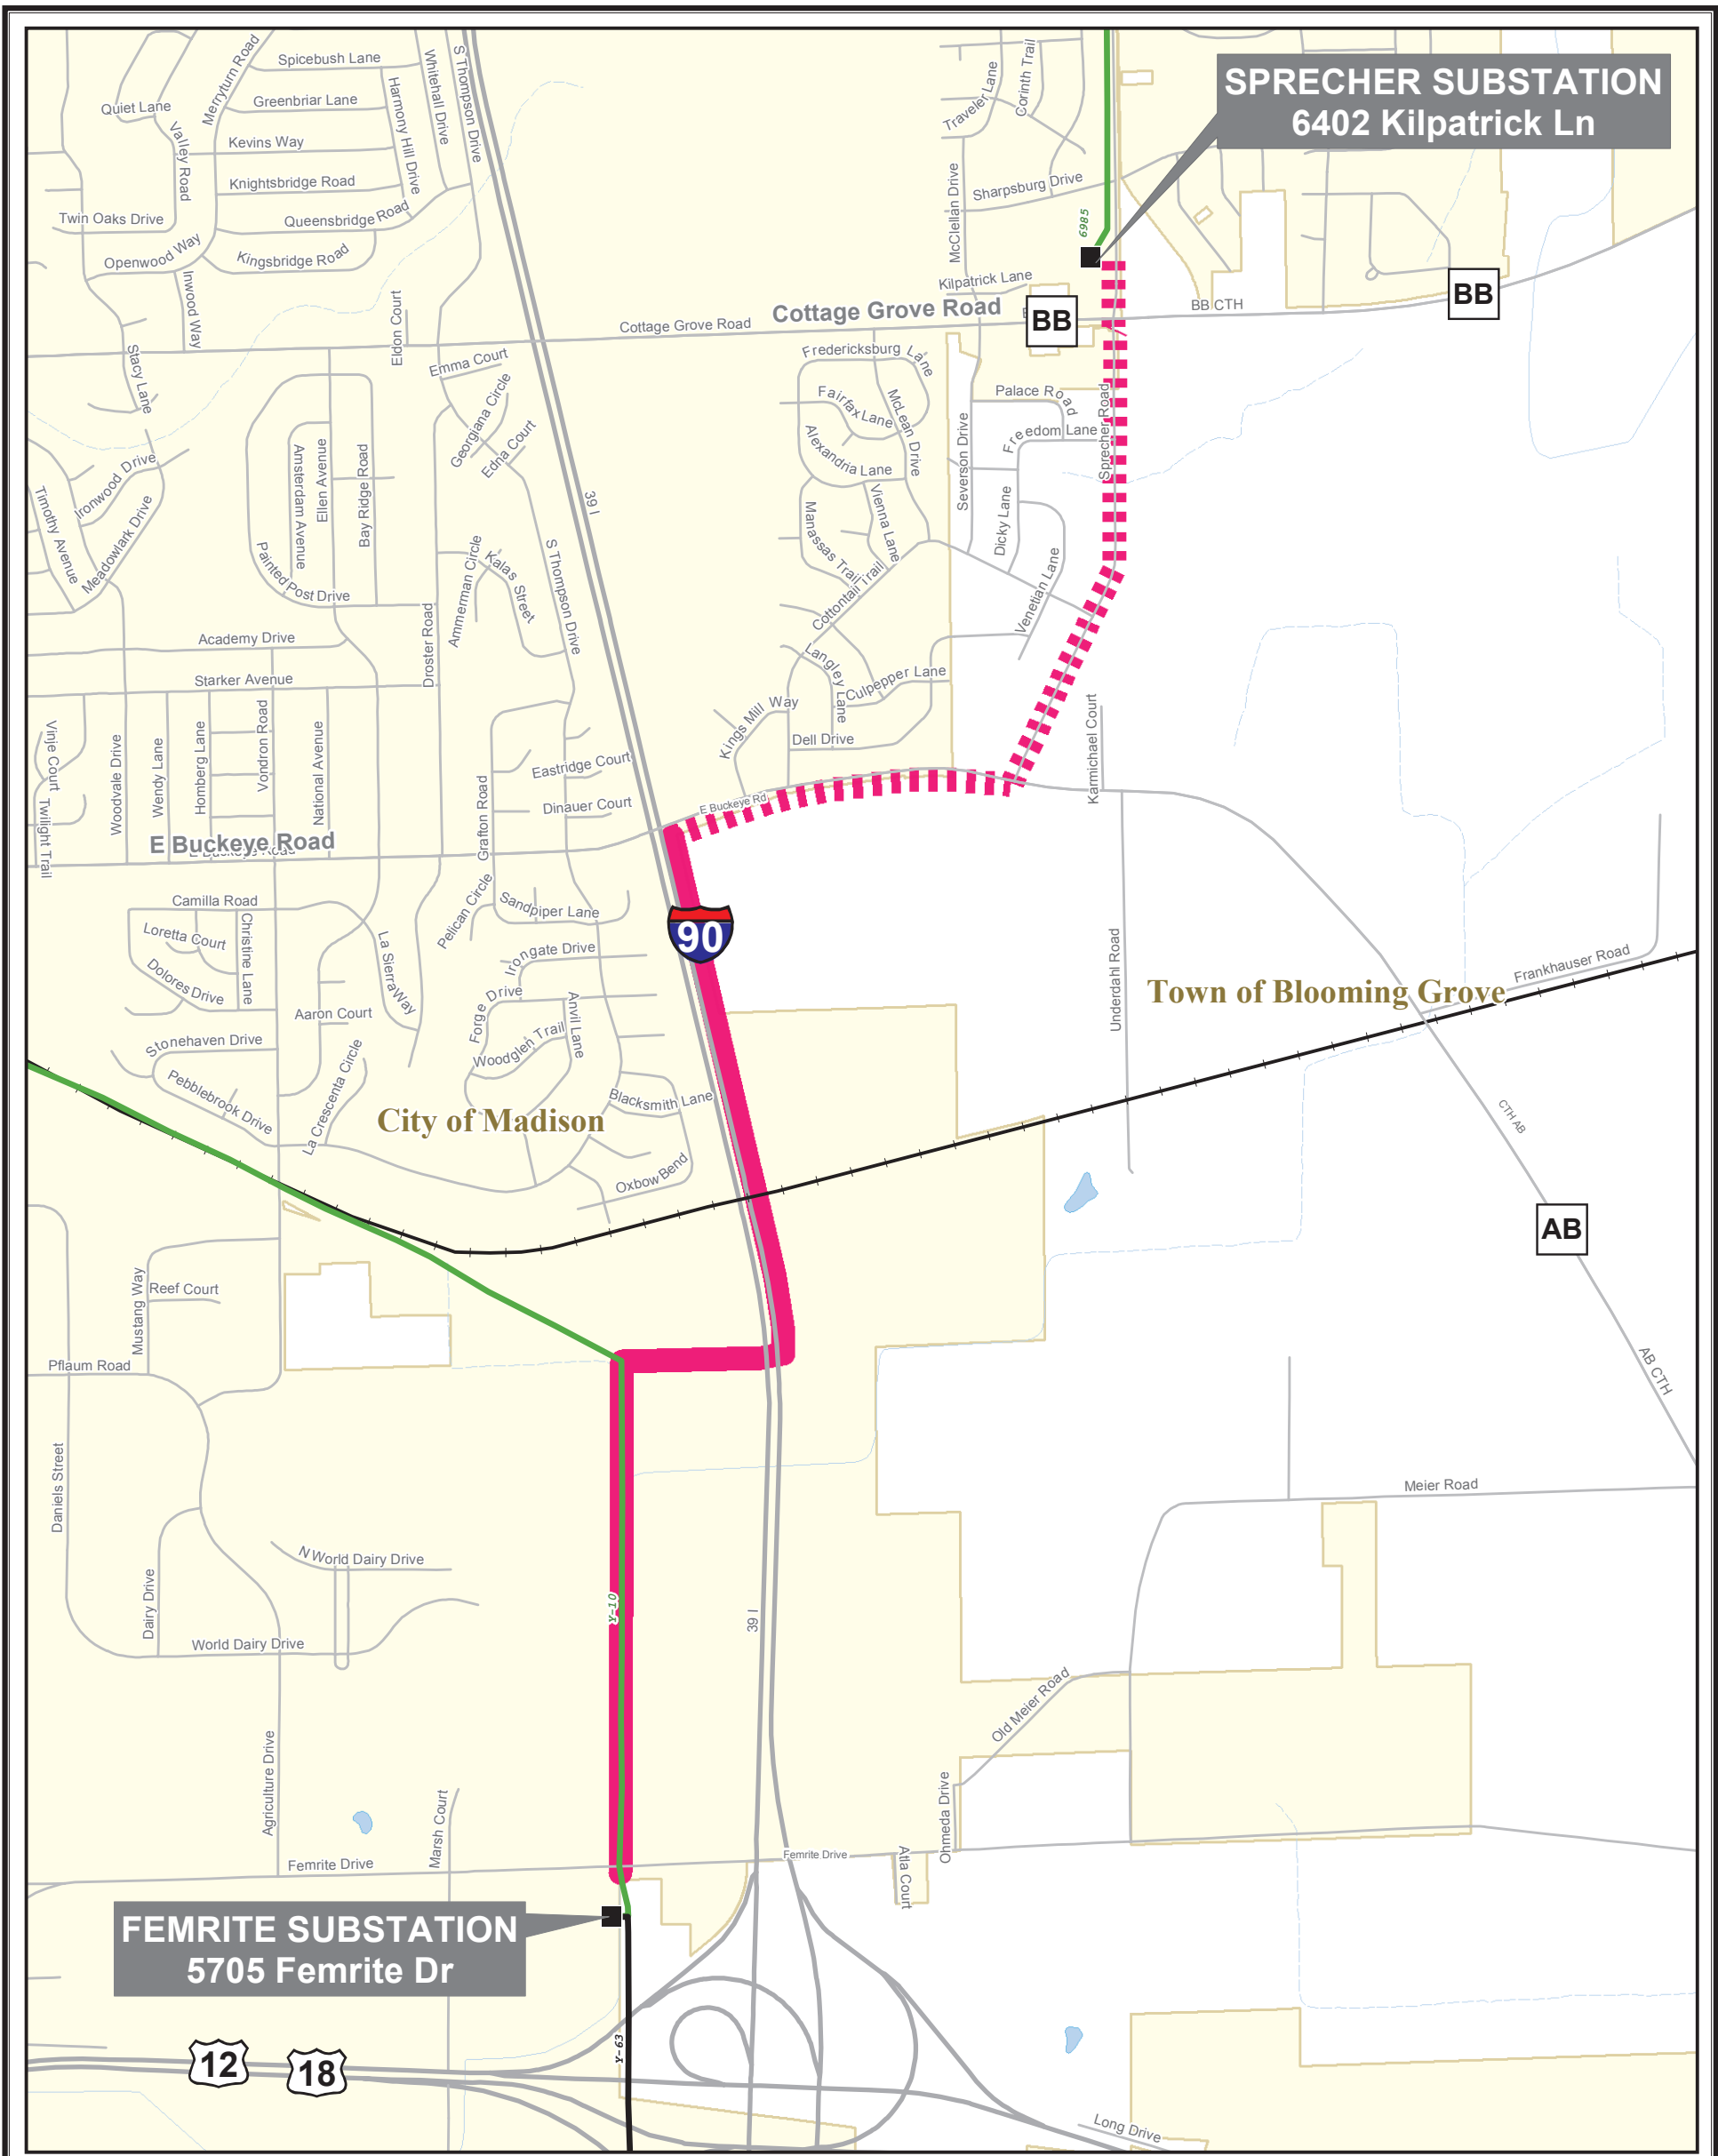 Spicebush Lane
Merryturn Road
Whitehall Drive
S Thompson Drive
Quiet Lane
Greenbriar Lane
Harmony Hill Drive
Valley Road
Kevins Way
Knightsbridge Road
Twin Oaks Drive
Queensbridge Road
Openwood Way
Kingsbridge Road
Inwood Way
Eldon Court
Stacy Lane
Traveler Lane
Corinth Trail
McClellan Drive
Sharpsburg Drive
SPRECHER SUBSTATION
6402 Kilpatrick Ln
6985
Kilpatrick Lane
Cottage Grove Road
Cottage Grove Road
BB
BB CTH
BB
Emma Court
Georgiana Circle
Edna Court
Fredericksburg Lane
Fairfax Lane
McLean Drive
Alexandria Lane
Vienna Lane
Manassas Trail
Cottontail Trail
Severson Drive
Palace Road
Freedom Lane
Sprecher Road
Dicky Lane
Venetian Lane
39 I
Ironwood Drive
Timothy Avenue
Meadowlark Drive
Amsterdam Avenue
Ellen Avenue
Bay Ridge Road
Painted Post Drive
Ammerman Circle
Kalas Street
S Thompson Drive
Droster Road
Academy Drive
Starker Avenue
Langley Lane
Culpepper Lane
Kings Mill Way
Dell Drive
Karmichael Court
Vinje Court
Twilight Trail
Woodvale Drive
Wendy Lane
Homberg Lane
Vondron Road
National Avenue
Grafton Road
Eastridge Court
Dinauer Court
E Buckeye Rd
E Buckeye Road
E Buckeye Road
Camilla Road
Loretta Court
Christine Lane
Dolores Drive
La Sierra Way
Pelican Circle
Sandpiper Lane
Irongate Drive
90
Forge Drive
Anvil Lane
Woodglen Trail
Aaron Court
Stonehaven Drive
Pebblebrook Drive
La Crescenta Circle
Blacksmith Lane
Oxbow Bend
City of Madison
Underdahl Road
Town of Blooming Grove
Frankhauser Road
CTH AB
AB
AB CTH
Mustang Way
Reef Court
Pflaum Road
Daniels Street
Dairy Drive
N World Dairy Drive
World Dairy Drive
Agriculture Drive
Y-10
39 I
Meier Road
Old Meier Road
Ohmeda Drive
Marsh Court
Femrite Drive
Femrite Drive
Atla Court
FEMRITE SUBSTATION
5705 Femrite Dr
Y-63
12
18
Long Drive